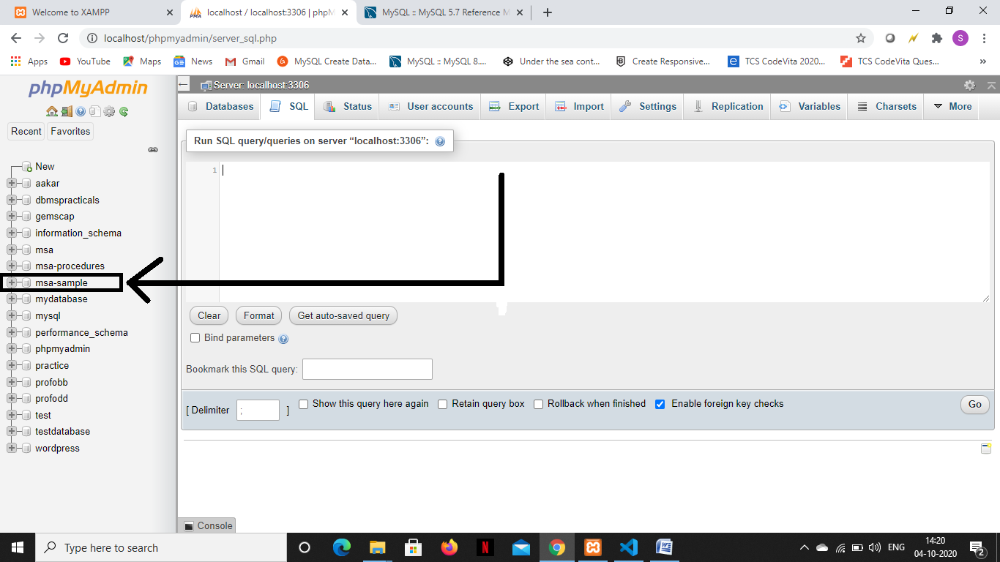 Welcome to XAMPP
localhost / localhost:3306 | phpM
MySQL :: MySQL 5.7 Reference M
localhost/phpmyadmin/server_sql.php
S
Apps YouTube Maps News Gmail MySQL Create Data... MySQL :: MySQL 8.... Under the sea cont... Create Responsive... TCS CodeVita 2020... TCS CodeVita Ques... »
phpMyAdmin
Recent Favorites
New
aakar
dbmspracticals
gemscap
information_schema
msa
msa-procedures
msa-sample
mydatabase
mysql
performance_schema
phpmyadmin
practice
profobb
profodd
test
testdatabase
wordpress
Server: localhost:3306
Databases SQL Status User accounts Export Import Settings Replication Variables Charsets More
Run SQL query/queries on server “localhost:3306”:
1
Clear Format Get auto-saved query
Bind parameters
Bookmark this SQL query:
[ Delimiter ; ] Show this query here again Retain query box Rollback when finished Enable foreign key checks Go
Console
Type here to search
ENG
14:20
04-10-2020
2